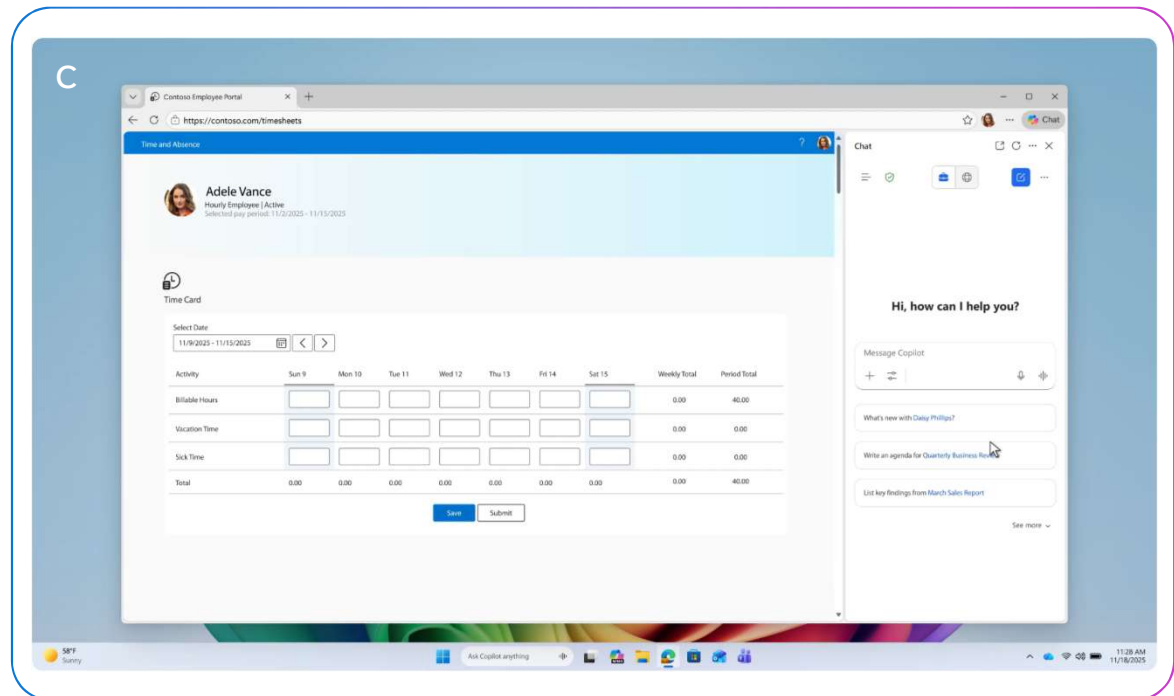 C
Contoso Employee Portal
https://contoso.com/timesheets
Chat
Time and Absence
?
Adele Vance
Hourly Employee | Active
Selected pay period: 11/2/2025 - 11/15/2025
Time Card
Select Date
11/9/2025 - 11/15/2025
Activity Sun 9 Mon 10 Tue 11 Wed 12 Thu 13 Fri 14 Sat 15 Weekly Total Period Total
Billable Hours 0.00 40.00
Vacation Time 0.00 0.00
Sick Time 0.00 0.00
Total 0.00 0.00 0.00 0.00 0.00 0.00 0.00 0.00 40.00
Save Submit
Chat
Hi, how can I help you?
Message Copilot
What's new with Daisy Phillips?
Write an agenda for Quarterly Business
List key findings from March Sales Report
See more
58°F
Sunny
Ask Copilot anything
11:28 AM
11/18/2025